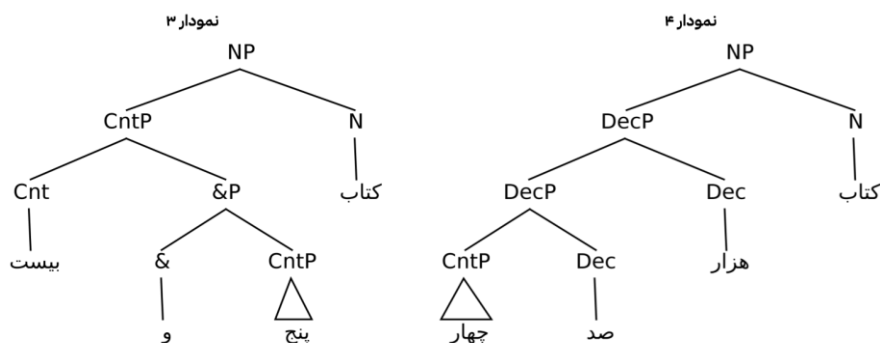 نمودار ۳
NP
CntP N
Cnt &P کتاب
بیست & CntP
و پنج
نمودار ۴
NP
DecP N
DecP Dec کتاب
CntP Dec هزار
چهار صد